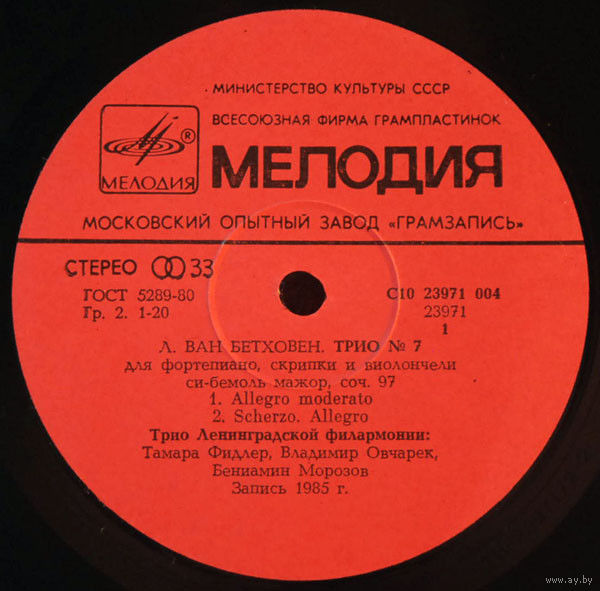 МИНИСТЕРСТВО КУЛЬТУРЫ СССР
ВСЕСОЮЗНАЯ ФИРМА ГРАМПЛАСТИНОК
®
МЕЛОДИЯ
МЕЛОДИЯ
МОСКОВСКИЙ ОПЫТНЫЙ ЗАВОД «ГРАМЗАПИСЬ»
СТЕРЕО 33
ГОСТ 5289-80
Гр. 2. 1-20
С10 23971 004
23971
1
Л. ВАН БЕТХОВЕН. ТРИО № 7
для фортепиано, скрипки и виолончели
си-бемоль мажор, соч. 97
1. Allegro moderato
2. Scherzo. Allegro
Трио Ленинградской филармонии:
Тамара Фидлер, Владимир Овчарек,
Бениамин Морозов
Запись 1985 г.
www.ay.by